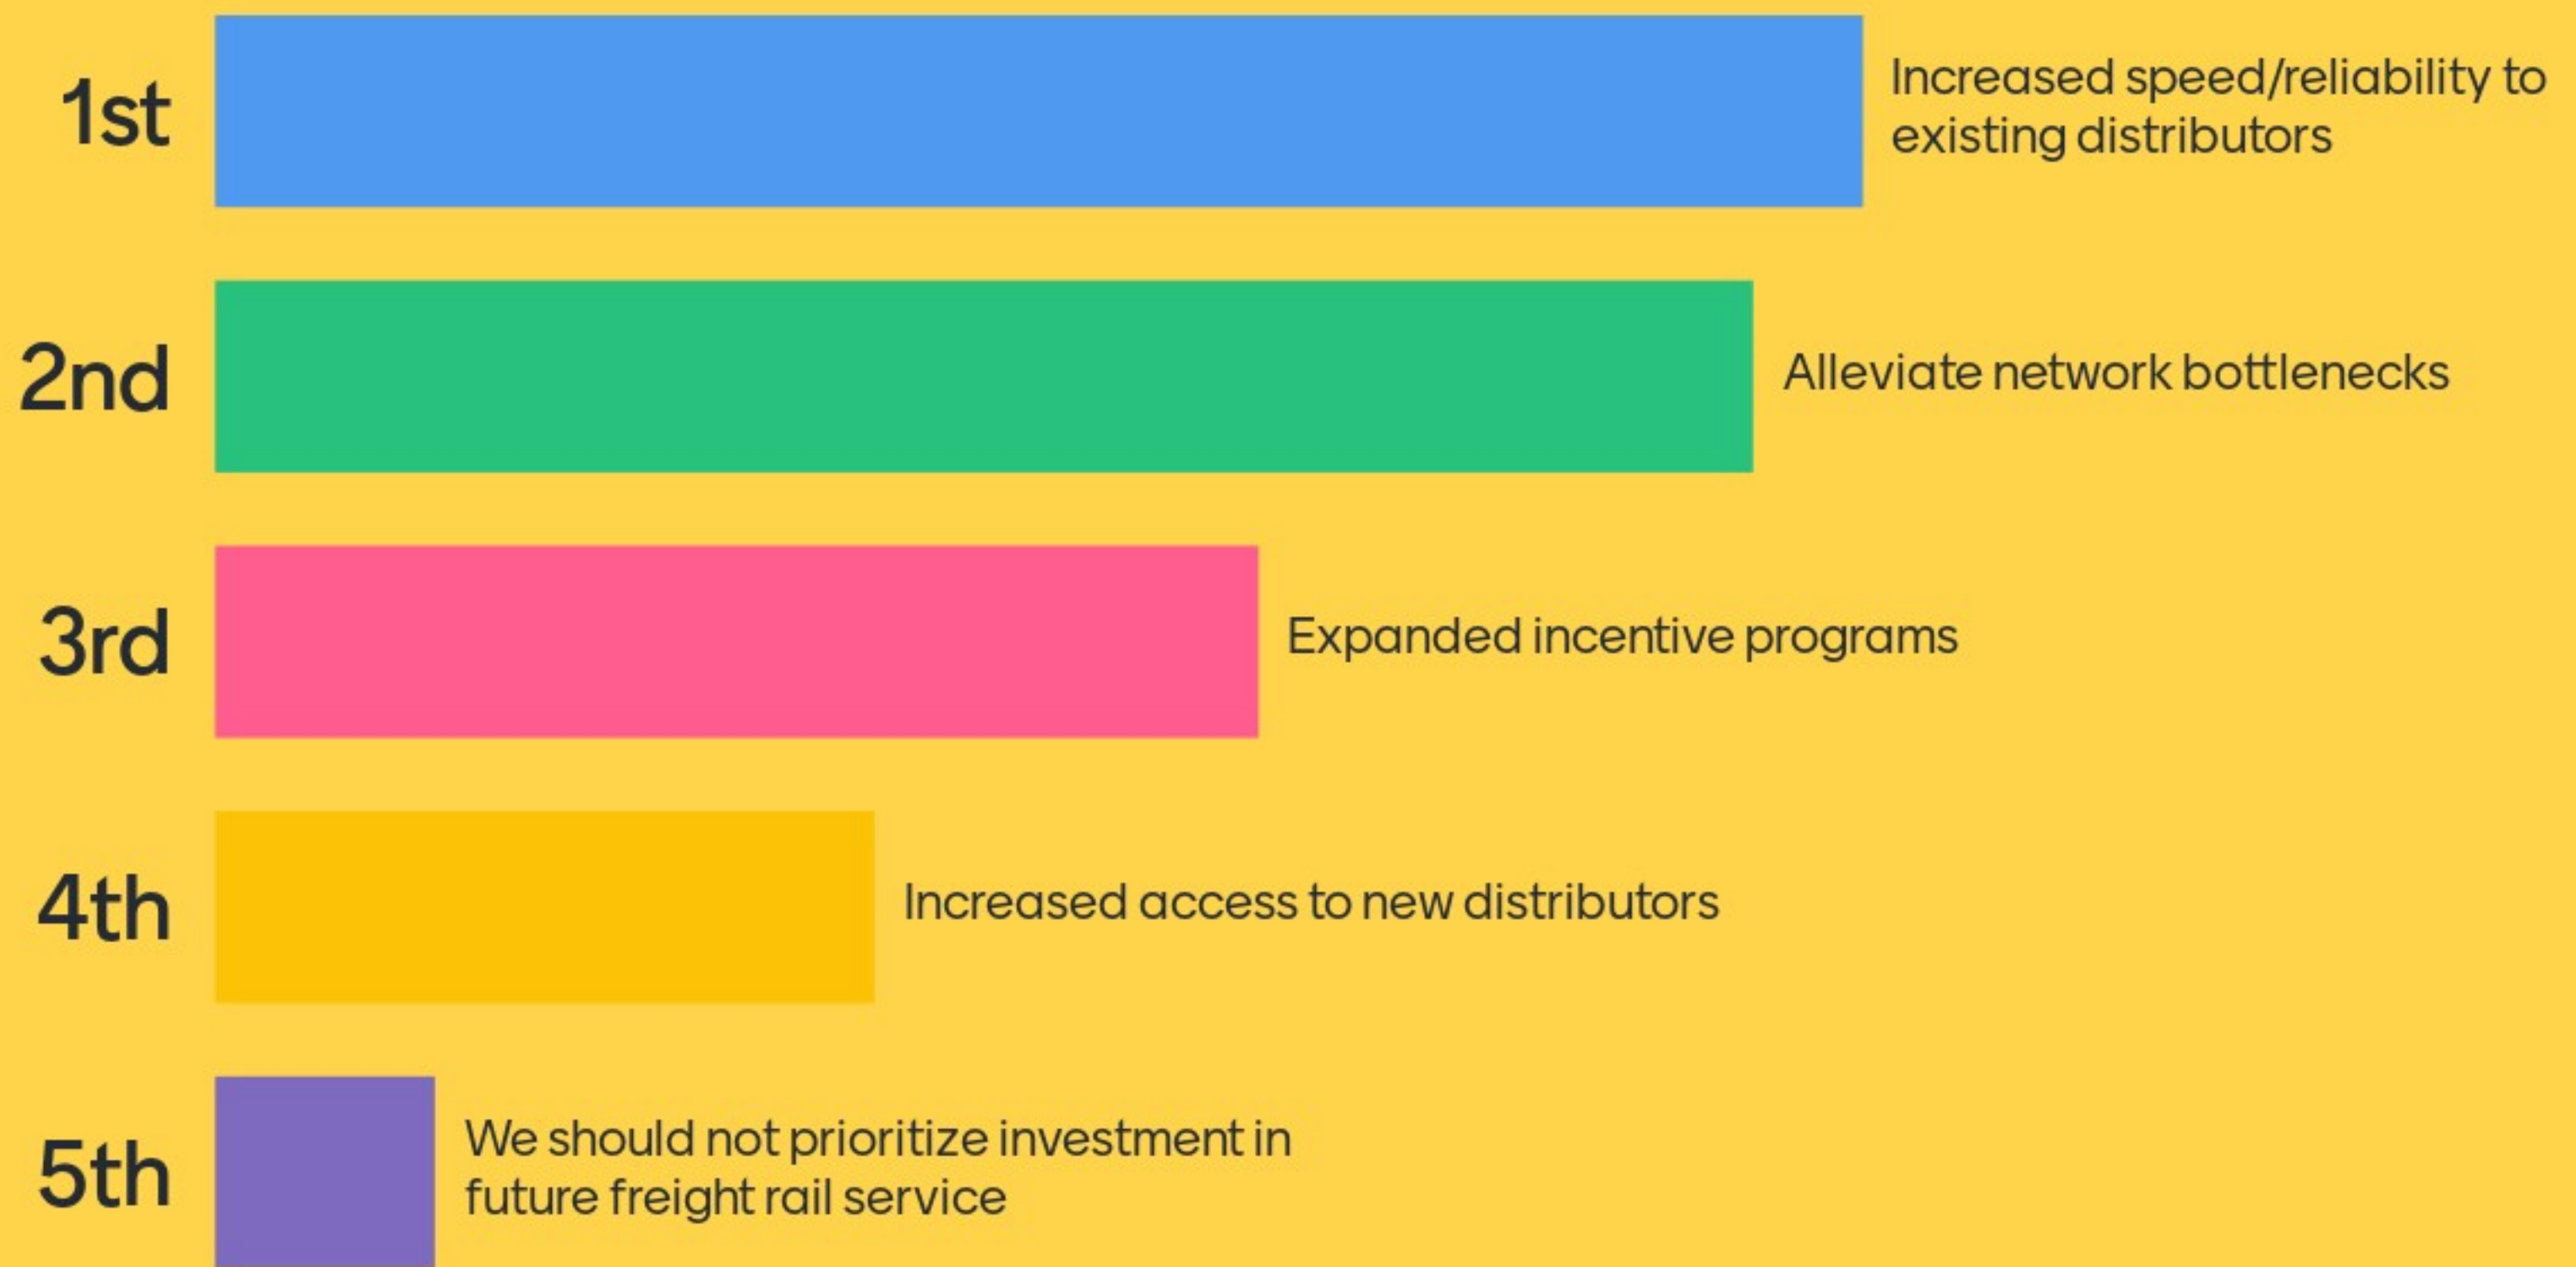 1st
Increased speed/reliability to
existing distributors
2nd
Alleviate network bottlenecks
3rd
Expanded incentive programs
4th
Increased access to new distributors
5th
We should not prioritize investment in
future freight rail service